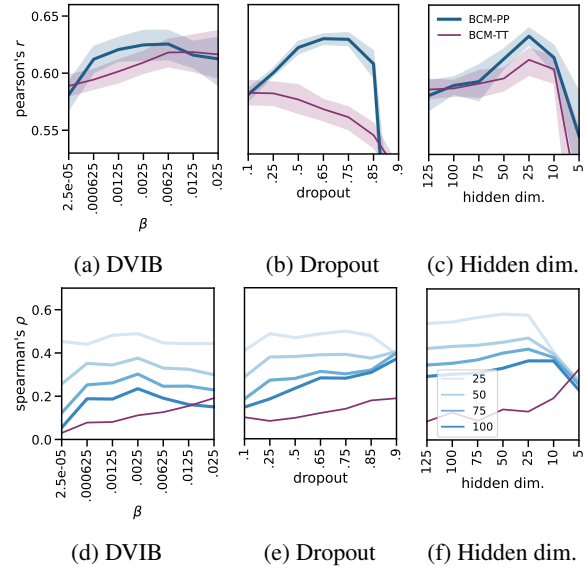 pearson's r
0.65
0.60
0.55
2.5e-05
.000625
.00125
.0025
.00625
.0125
.025
β
.1
.25
.5
.65
.75
.85
.9
dropout
BCM-PP
BCM-TT
125
100
75
50
25
10
5
hidden dim.
(a) DVIB
(b) Dropout
(c) Hidden dim.
spearman's ρ
0.6
0.4
0.2
0.0
2.5e-05
.000625
.00125
.0025
.00625
.0125
.025
β
.1
.25
.5
.65
.75
.85
.9
dropout
25
50
75
100
125
100
75
50
25
10
5
hidden dim.
(d) DVIB
(e) Dropout
(f) Hidden dim.